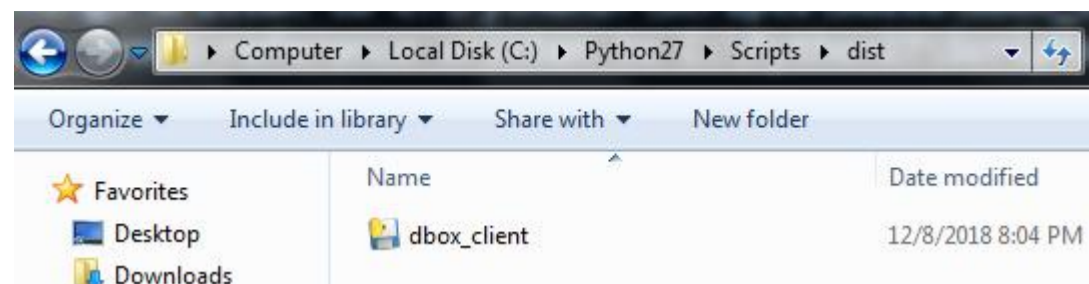 Computer Local Disk (C:) Python27 Scripts dist
Organize Include in library Share with New folder
Favorites Name Date modified
Desktop dbox_client 12/8/2018 8:04 PM
Downloads